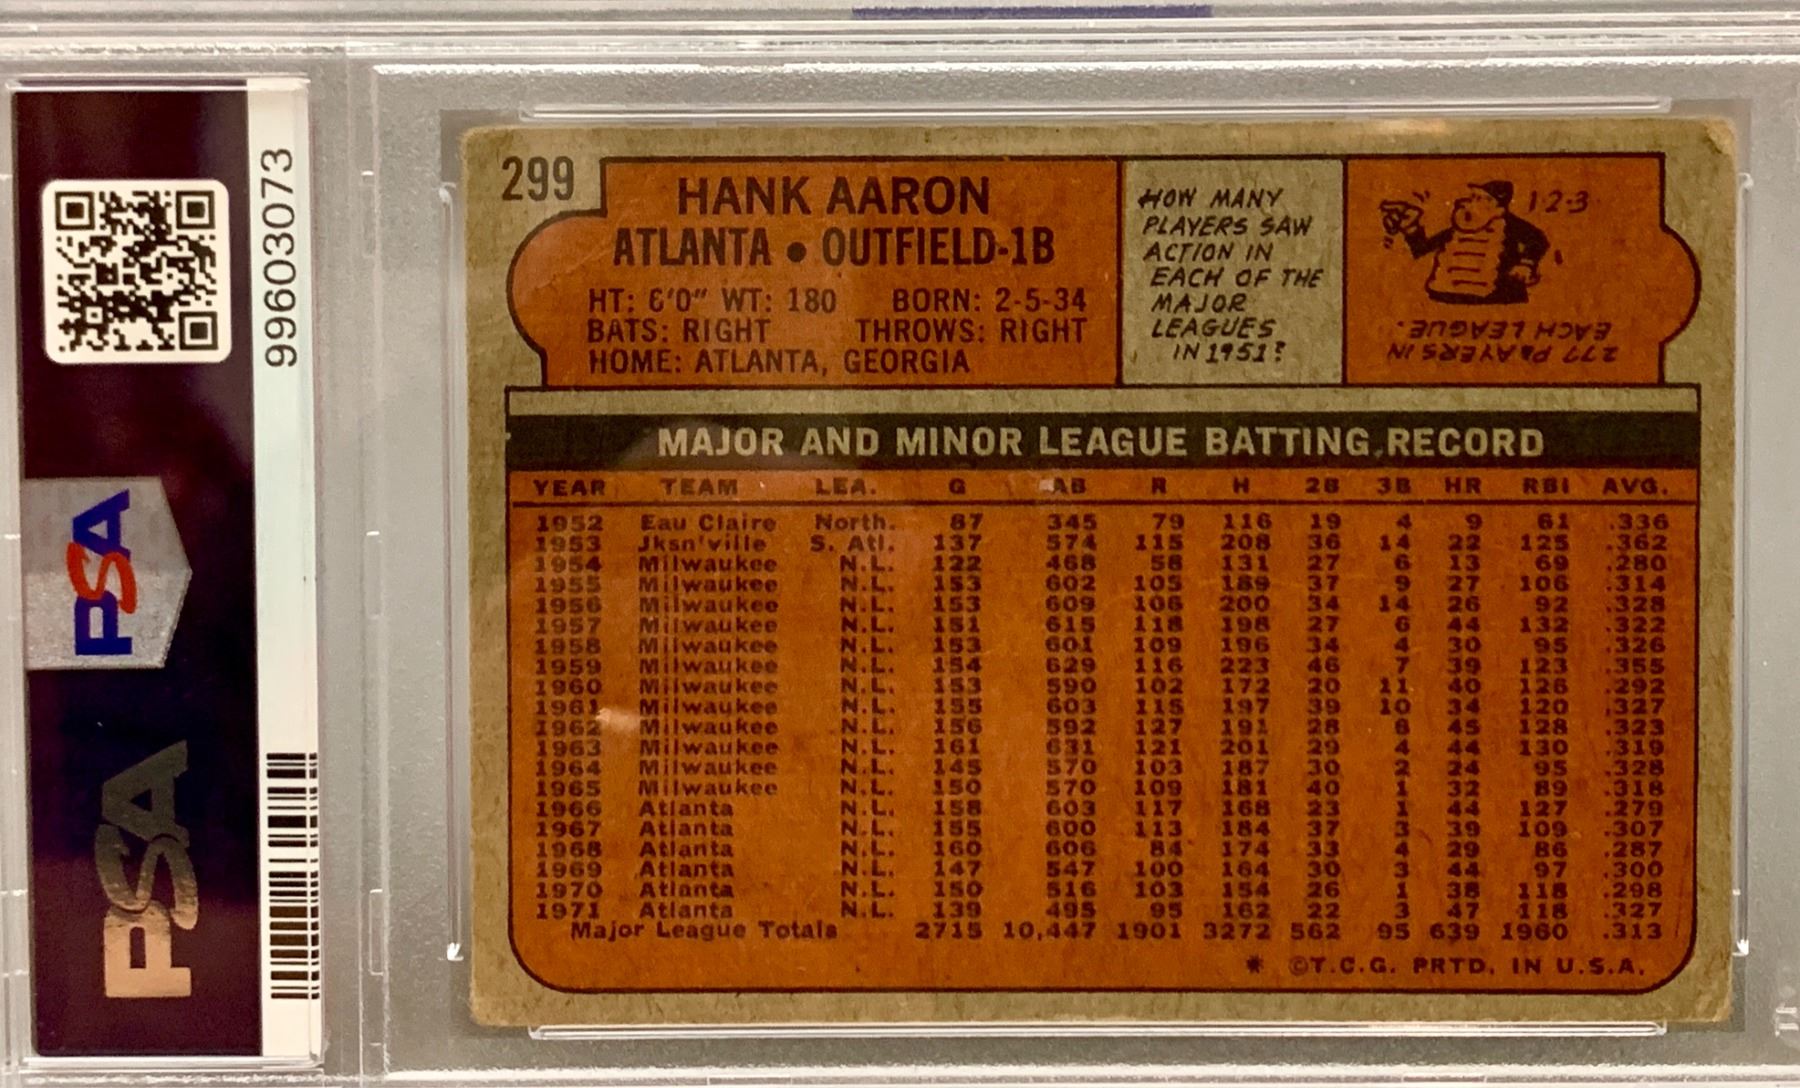 99603073
PSA
PSA
299
HANK AARON
ATLANTA • OUTFIELD-1B
HT: 6'0" WT: 180 BORN: 2-5-34
BATS: RIGHT THROWS: RIGHT
HOME: ATLANTA, GEORGIA
HOW MANY
PLAYERS SAW
ACTION IN
EACH OF THE
MAJOR
LEAGUES
IN 1951?
1-2-3
277 PLAYERS IN
EACH LEAGUE.
MAJOR AND MINOR LEAGUE BATTING RECORD
YEAR TEAM LEA. G AB R H 2B 3B HR RBI AVG.
1952 Eau Claire North. 87 345 79 116 19 4 9 61 .336
1953 Jksn'ville S. Atl. 137 574 115 208 36 14 22 125 .362
1954 Milwaukee N.L. 122 468 58 131 27 6 13 69 .280
1955 Milwaukee N.L. 153 602 105 189 37 9 27 106 .314
1956 Milwaukee N.L. 153 609 106 200 34 14 26 92 .328
1957 Milwaukee N.L. 151 615 118 198 27 6 44 132 .322
1958 Milwaukee N.L. 153 601 109 196 34 4 30 95 .326
1959 Milwaukee N.L. 154 629 116 223 46 7 39 123 .355
1960 Milwaukee N.L. 153 590 102 172 20 11 40 126 .292
1961 Milwaukee N.L. 155 603 115 197 39 10 34 120 .327
1962 Milwaukee N.L. 156 592 127 191 28 6 45 128 .323
1963 Milwaukee N.L. 161 631 121 201 29 4 44 130 .319
1964 Milwaukee N.L. 145 570 103 187 30 2 24 95 .328
1965 Milwaukee N.L. 150 570 109 181 40 1 32 89 .318
1966 Atlanta N.L. 158 603 117 168 23 1 44 127 .279
1967 Atlanta N.L. 155 600 113 184 37 3 39 109 .307
1968 Atlanta N.L. 160 606 84 174 33 4 29 86 .287
1969 Atlanta N.L. 147 547 100 164 30 3 44 97 .300
1970 Atlanta N.L. 150 516 103 154 26 1 38 118 .298
1971 Atlanta N.L. 139 495 95 162 22 3 47 118 .327
Major League Totals 2715 10,447 1901 3272 562 95 639 1960 .313
* ©T.C.G. PRTD. IN U.S.A.